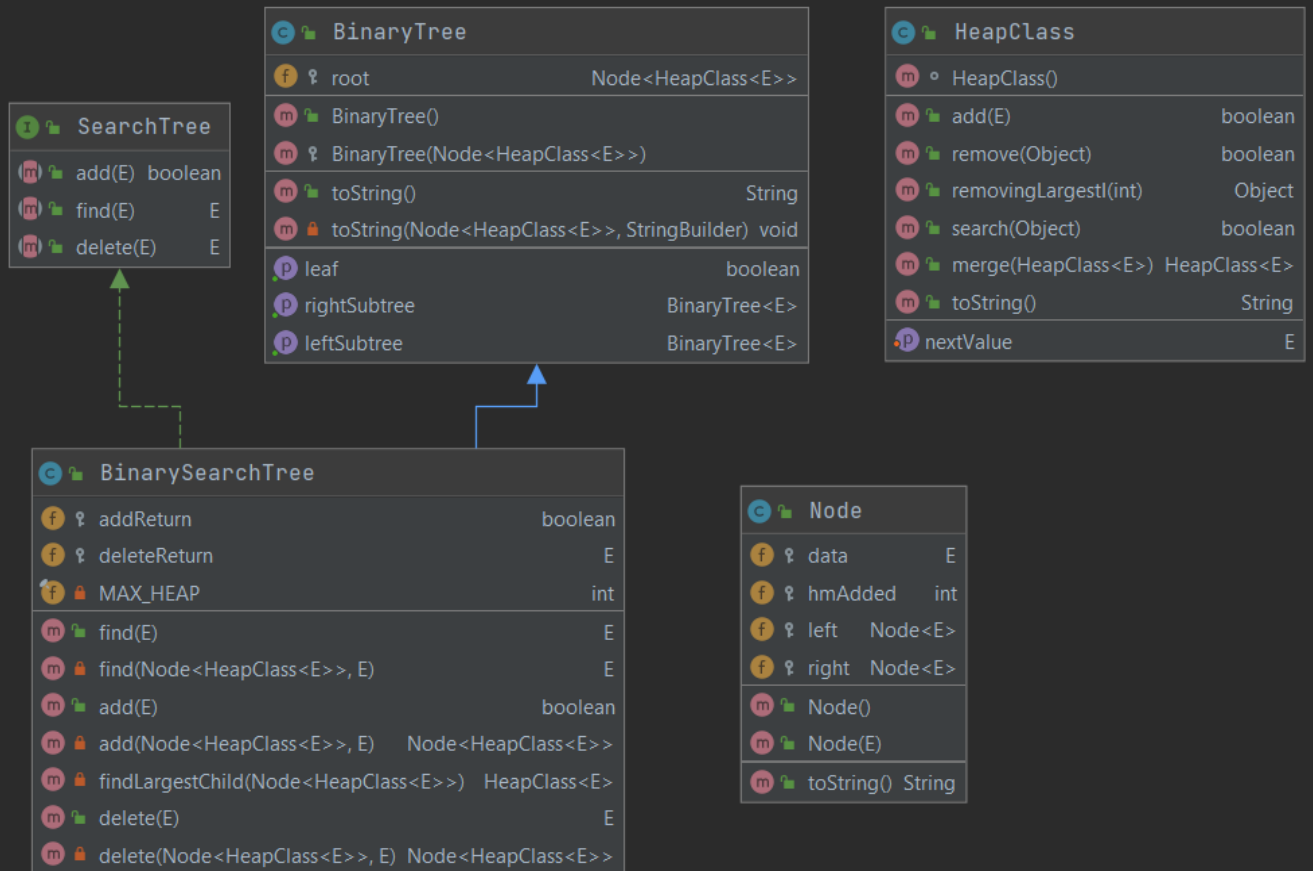 SearchTree
add(E) boolean
find(E) E
delete(E) E
BinaryTree
root Node<HeapClass<E>>
BinaryTree()
BinaryTree(Node<HeapClass<E>>)
toString() String
toString(Node<HeapClass<E>>, StringBuilder) void
leaf boolean
rightSubtree BinaryTree<E>
leftSubtree BinaryTree<E>
HeapClass
HeapClass()
add(E) boolean
remove(Object) boolean
removingLargestI(int) Object
search(Object) boolean
merge(HeapClass<E>) HeapClass<E>
toString() String
nextValue E
BinarySearchTree
addReturn boolean
deleteReturn E
MAX_HEAP int
find(E) E
find(Node<HeapClass<E>>, E) E
add(E) boolean
add(Node<HeapClass<E>>, E) Node<HeapClass<E>>
findLargestChild(Node<HeapClass<E>>) HeapClass<E>
delete(E) E
delete(Node<HeapClass<E>>, E) Node<HeapClass<E>>
Node
data E
hmAdded int
left Node<E>
right Node<E>
Node()
Node(E)
toString() String